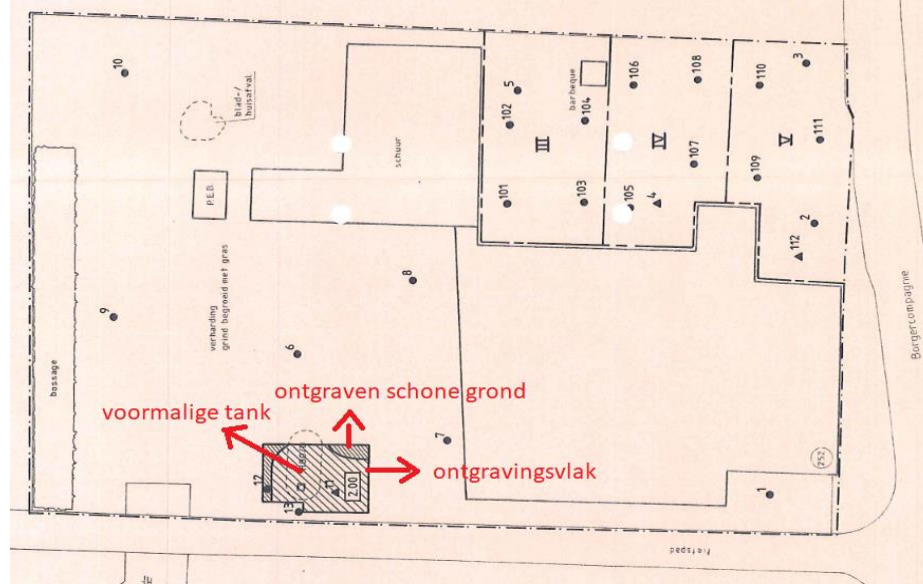 10
blad-/
huisafval
P.E.B.
schuur
5
102
barbeque
104
III
101
103
106
108
IV
107
105
4
110
3
111
V
109
2
112
Borgercompagnie
bossage
9
verharding
grind begroeid met gras
8
6
ontgraven schone grond
voormalige tank
7
ontgravingsvlak
12
11
13
2.00
252
1
fietspad